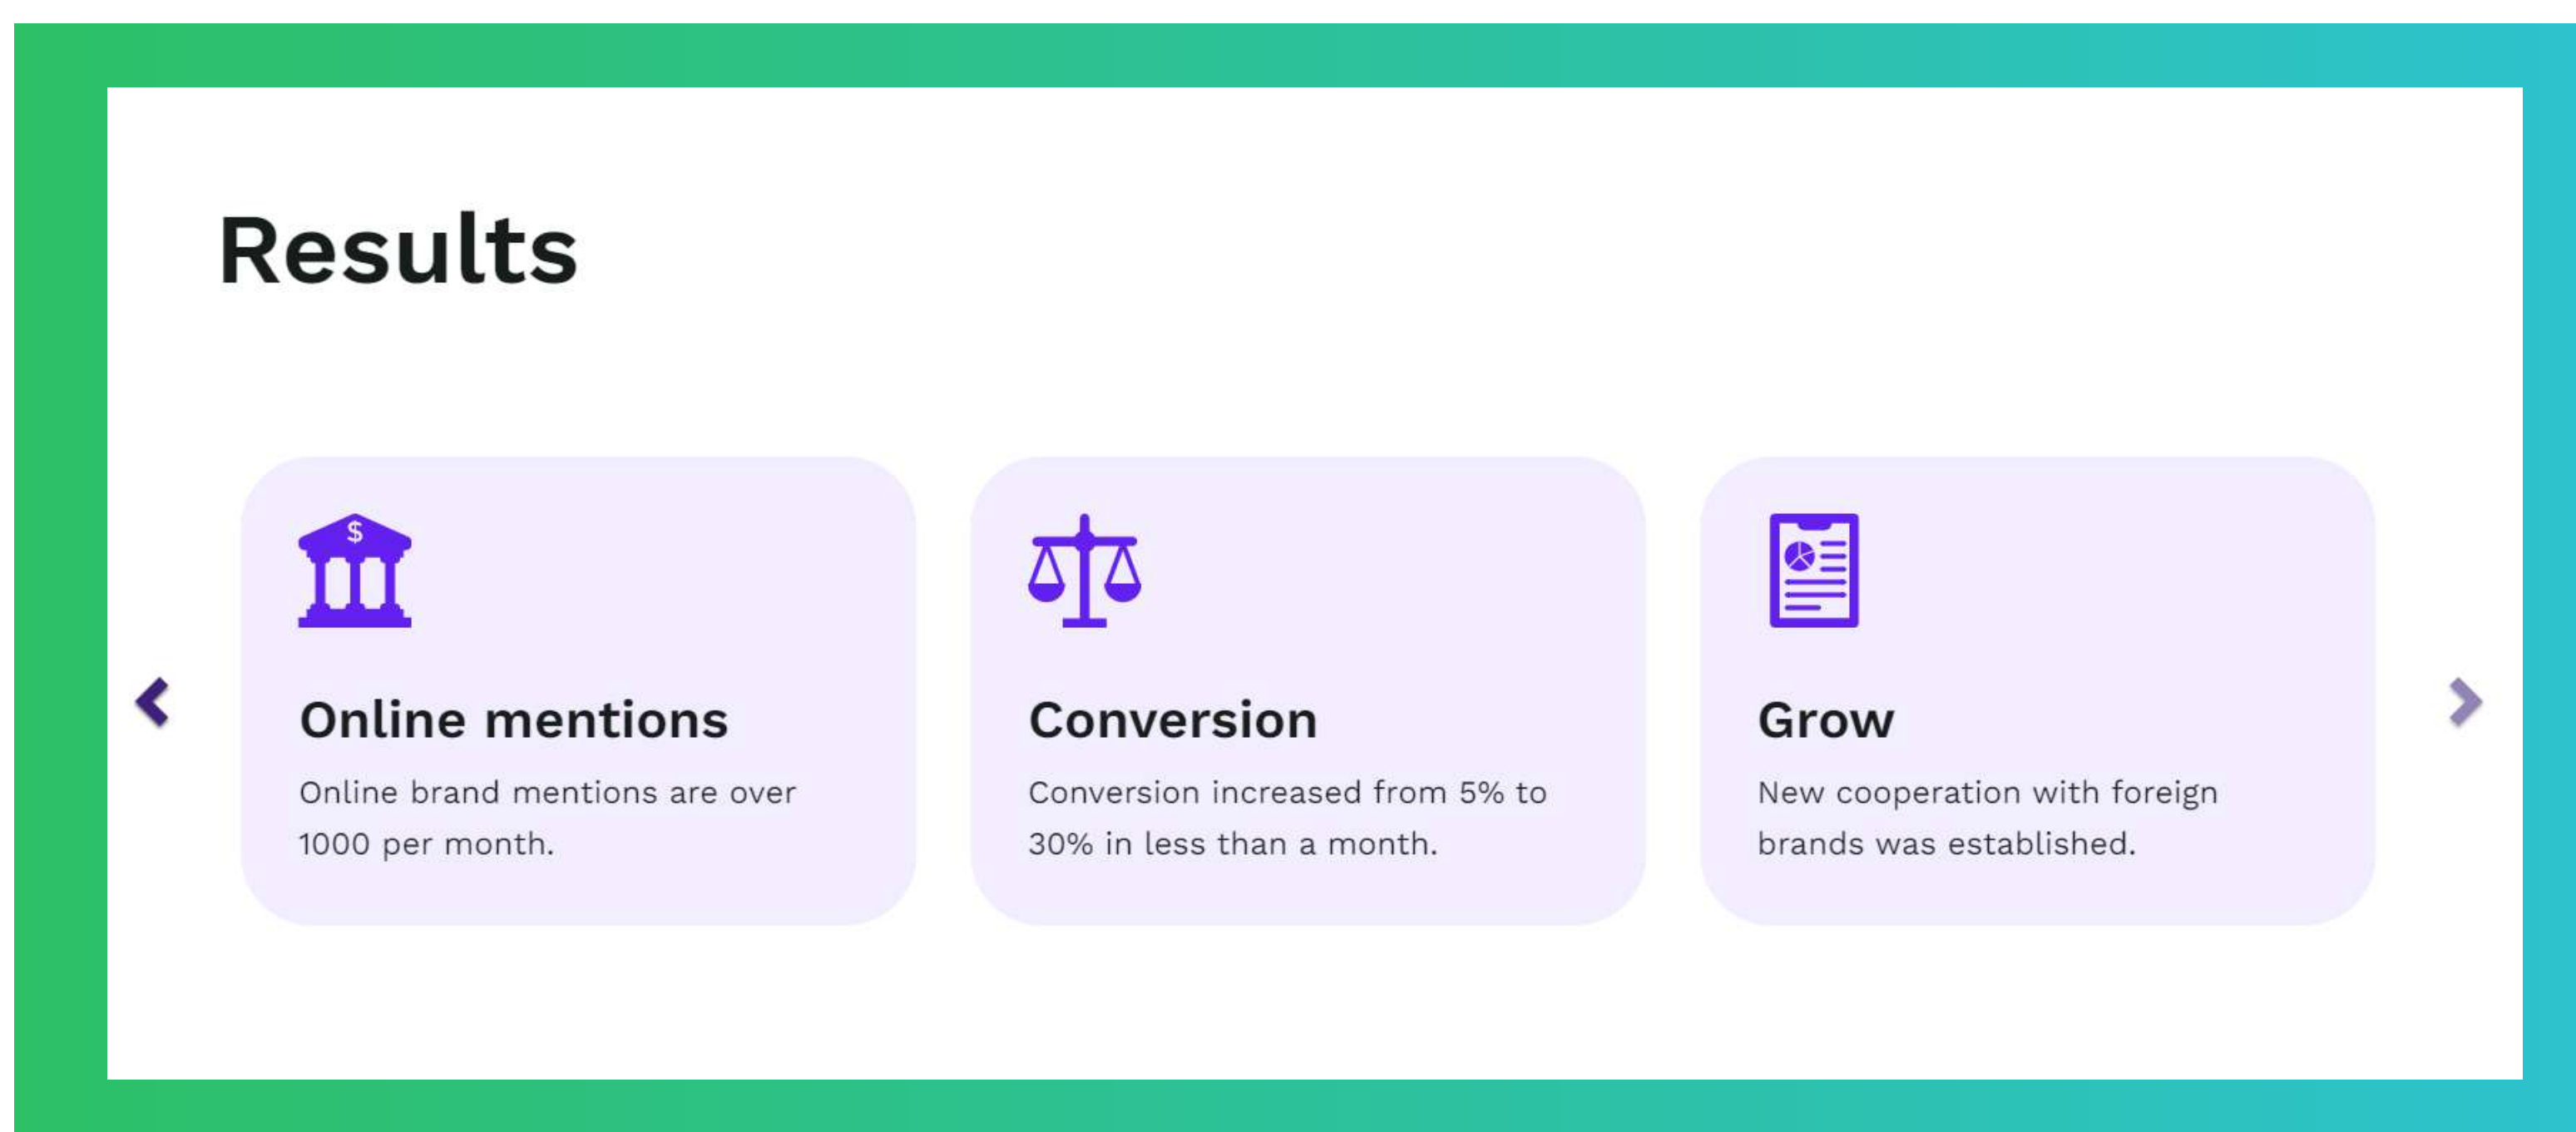 Results
$
Online mentions
Online brand mentions are over
1000 per month.
Conversion
Conversion increased from 5% to
30% in less than a month.
Grow
New cooperation with foreign
brands was established.